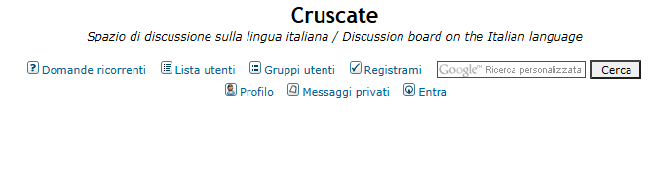 Cruscate
Spazio di discussione sulla lingua italiana / Discussion board on the Italian language
Domande ricorrenti Lista utenti Gruppi utenti Registrami Google™ Ricerca personalizzata Cerca
Profilo Messaggi privati Entra